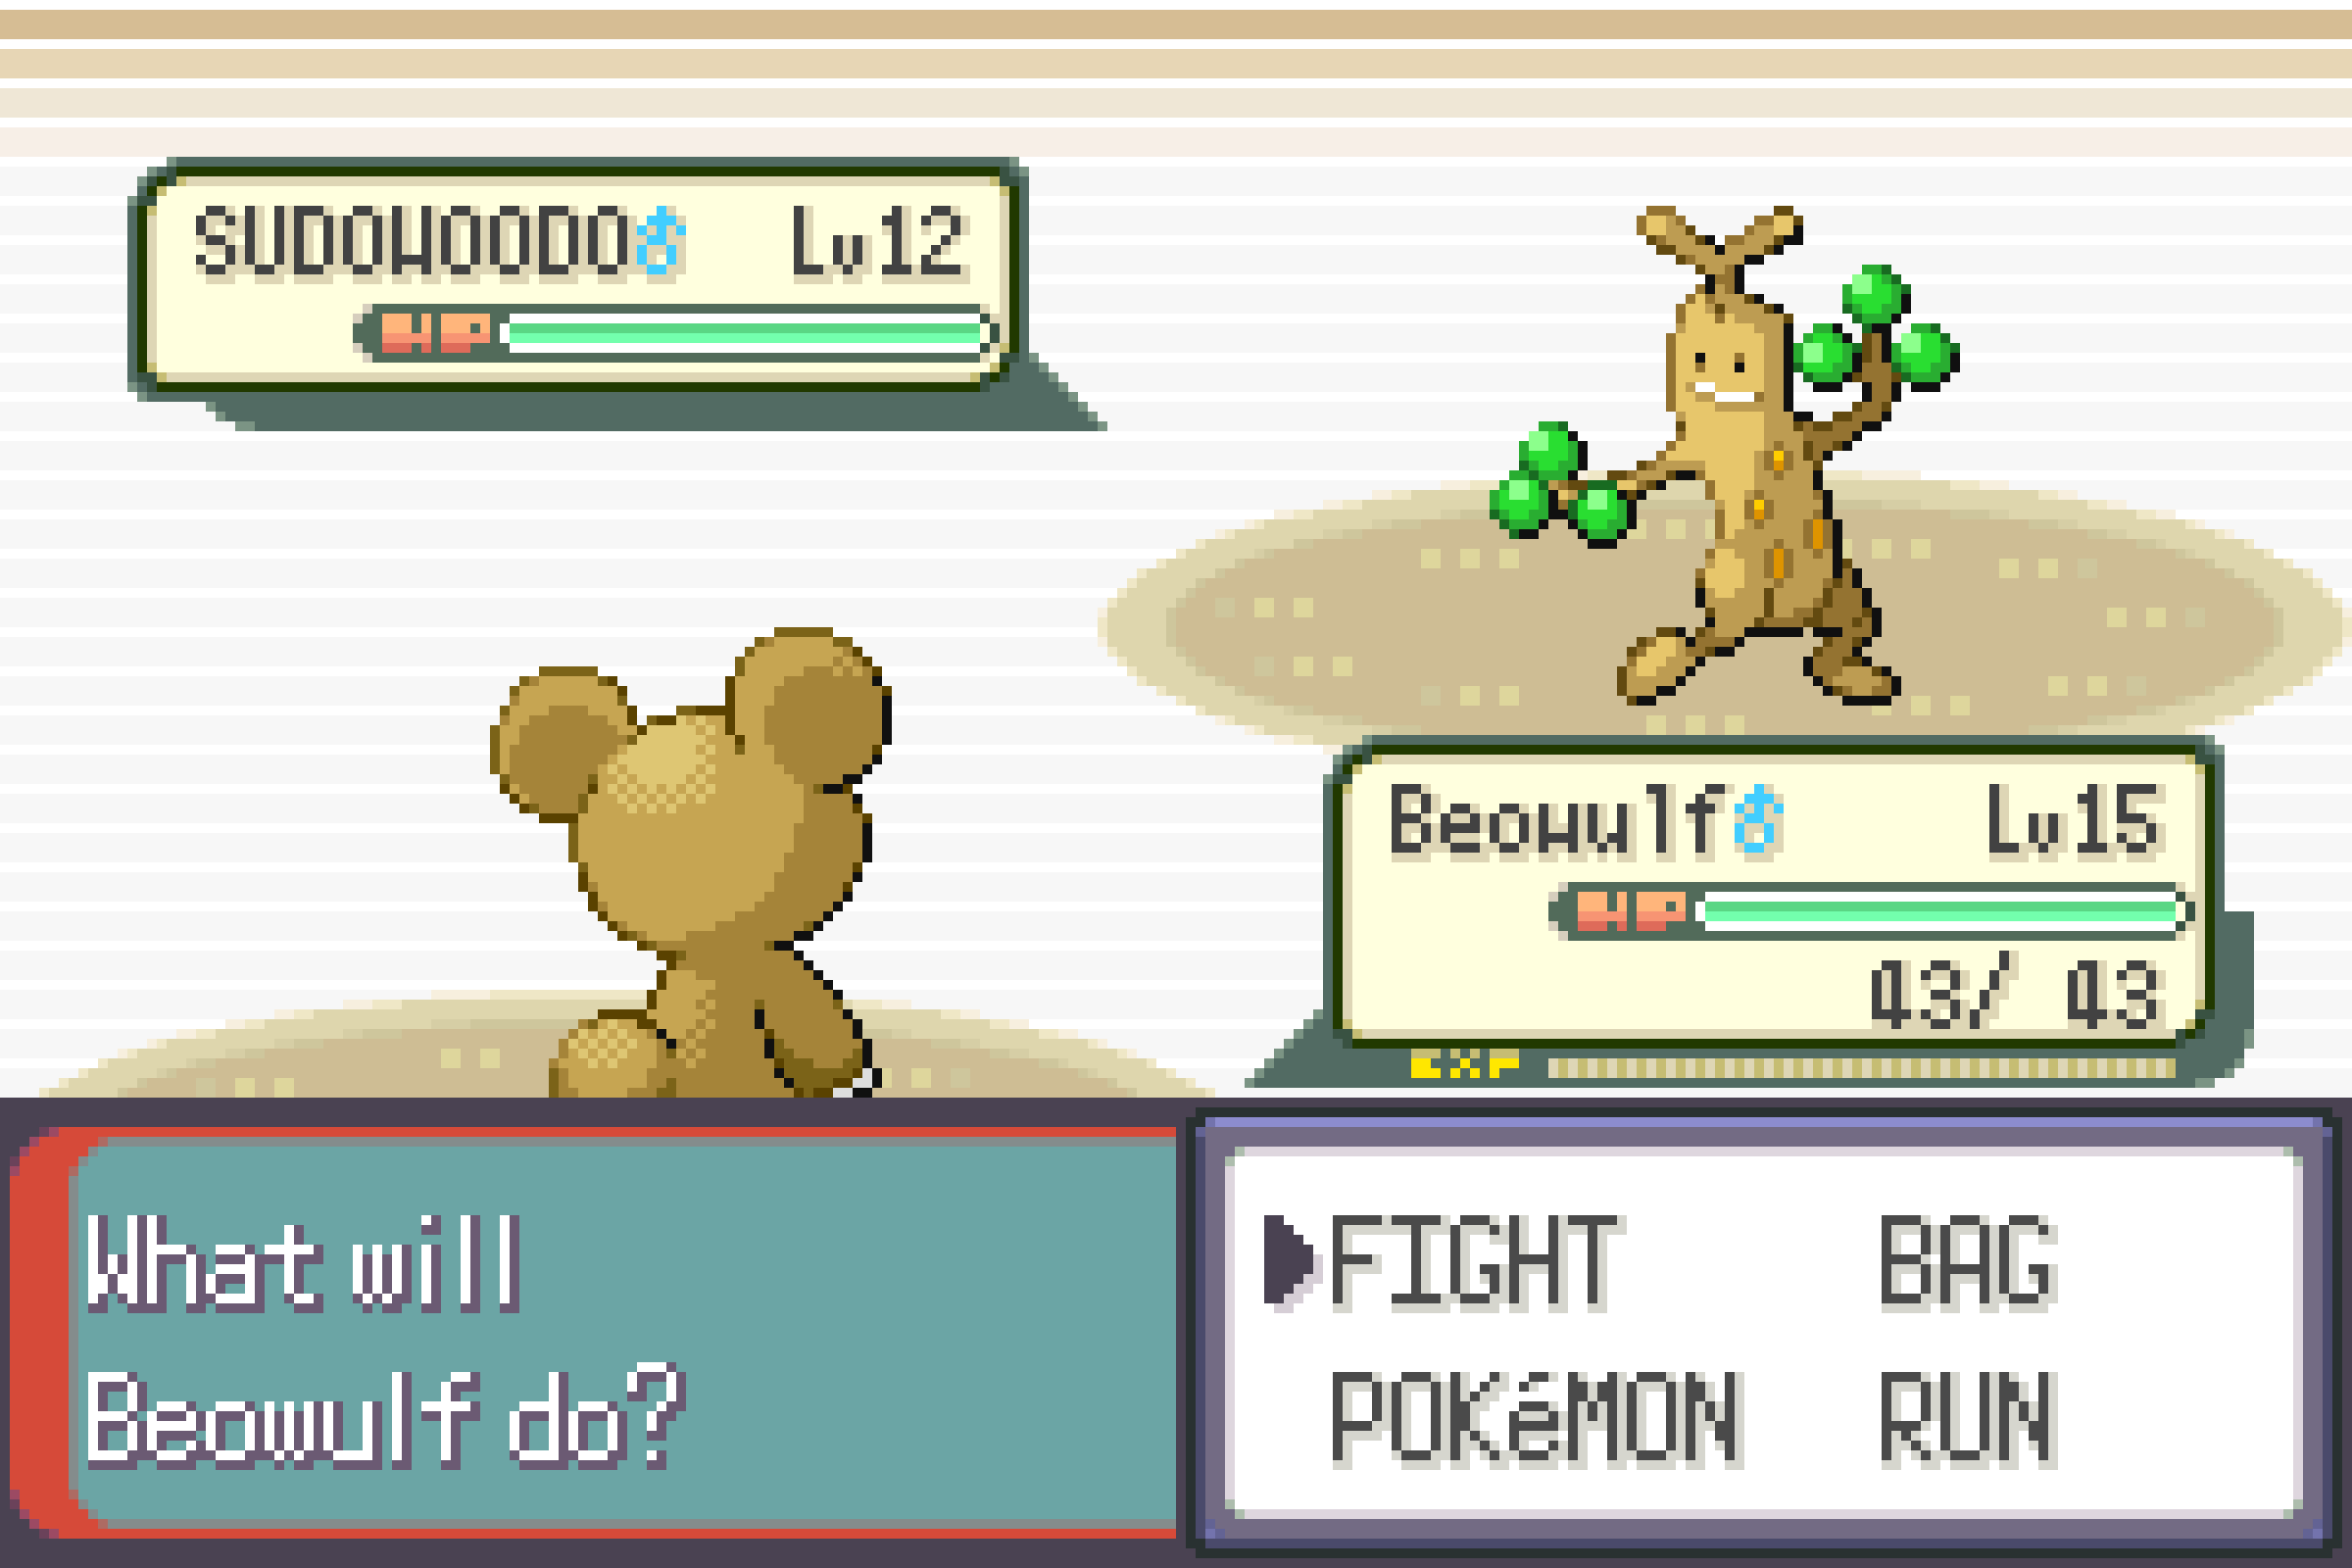 SUDOWOODO♂ Lv12
HP
Beowulf♂ Lv15
HP
43/ 43
EXP
What will
Beowulf do?
FIGHT BAG
POKéMON RUN